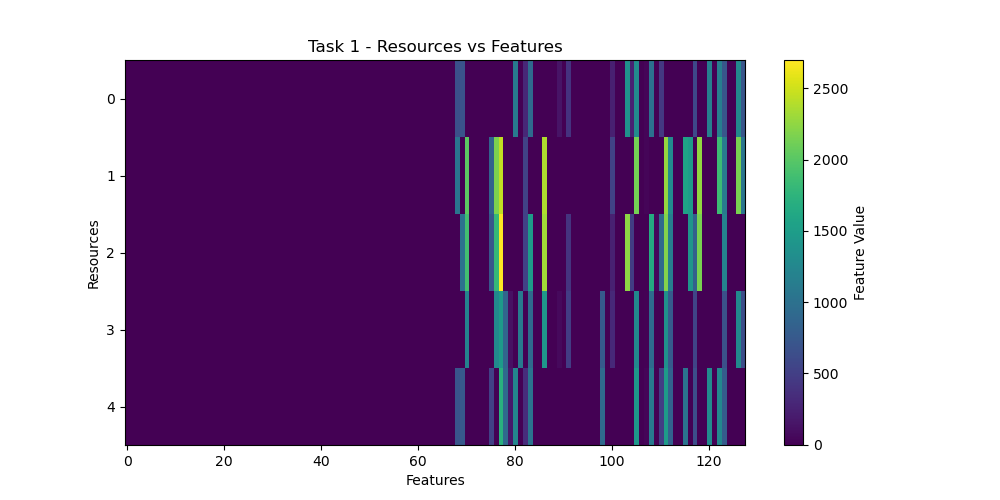 Task 1 - Resources vs Features
Resources
0
1
2
3
4
0 20 40 60 80 100 120
Features
2500
2000
1500
1000
500
0
Feature Value